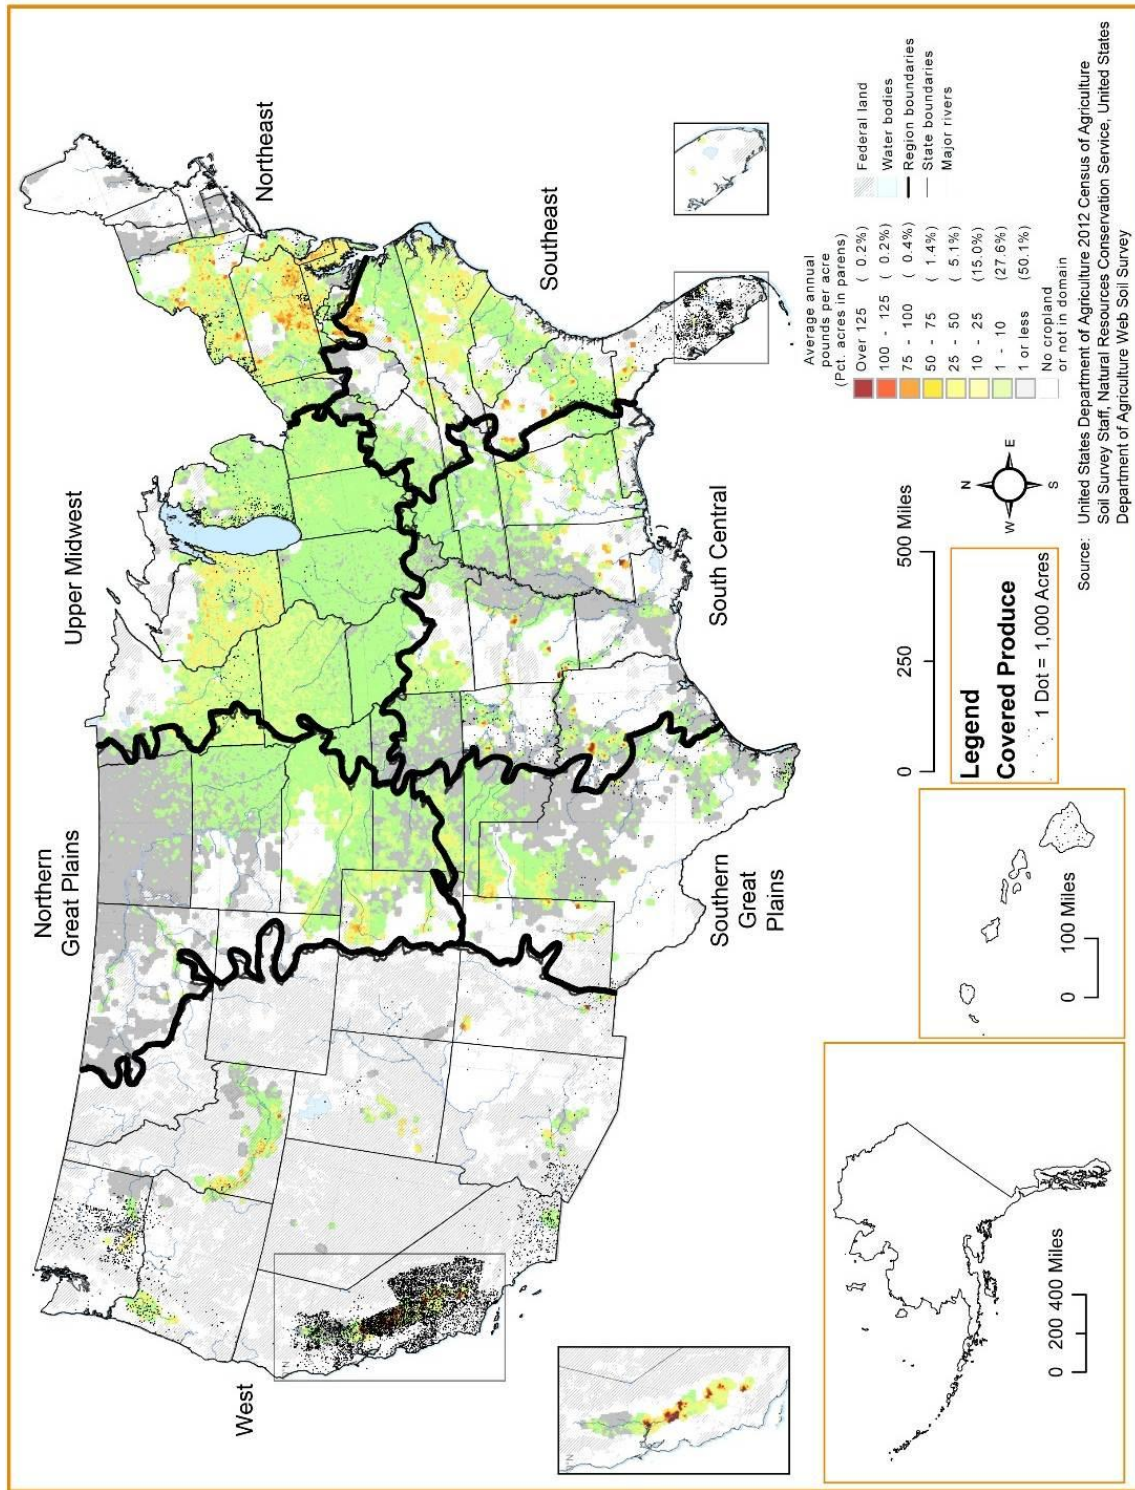 Northeast
Upper Midwest
Northern
Great Plains
Southeast
West
South Central
Southern
Great
Plains
Average annual
pounds per acre
(Pct. acres in parens)
Over 125 ( 0.2%)
100 - 125 ( 0.2%)
75 - 100 ( 0.4%)
50 - 75 ( 1.4%)
25 - 50 ( 5.1%)
10 - 25 (15.0%)
1 - 10 (27.6%)
1 or less (50.1%)
No cropland
or not in domain
Federal land
Water bodies
Region boundaries
State boundaries
Major rivers
N
W E
S
0 250 500 Miles
Legend
Covered Produce
1 Dot = 1,000 Acres
0 100 Miles
0 200 400 Miles
Source: United States Department of Agriculture 2012 Census of Agriculture
Soil Survey Staff, Natural Resources Conservation Service, United States
Department of Agriculture Web Soil Survey